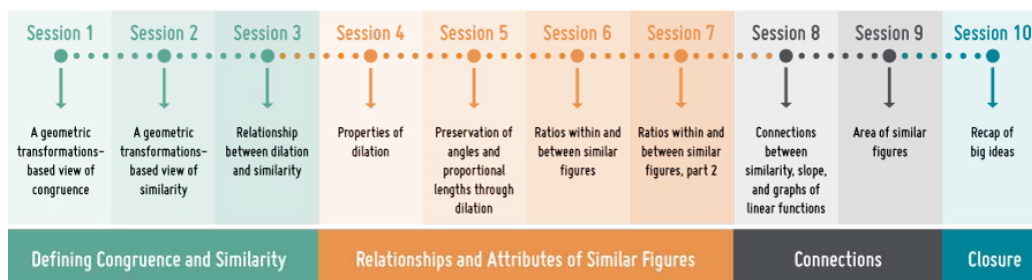 Session 1
Session 2
Session 3
Session 4
Session 5
Session 6
Session 7
Session 8
Session 9
Session 10
A geometric
transformations–
based view of
congruence
A geometric
transformations–
based view of
similarity
Relationship
between dilation
and similarity
Properties of
dilation
Preservation of
angles and
proportional
lengths through
dilation
Ratios within and
between similar
figures
Ratios within and
between similar
figures, part 2
Connections
between
similarity, slope,
and graphs of
linear functions
Area of similar
figures
Recap of
big ideas
Defining Congruence and Similarity
Relationships and Attributes of Similar Figures
Connections
Closure